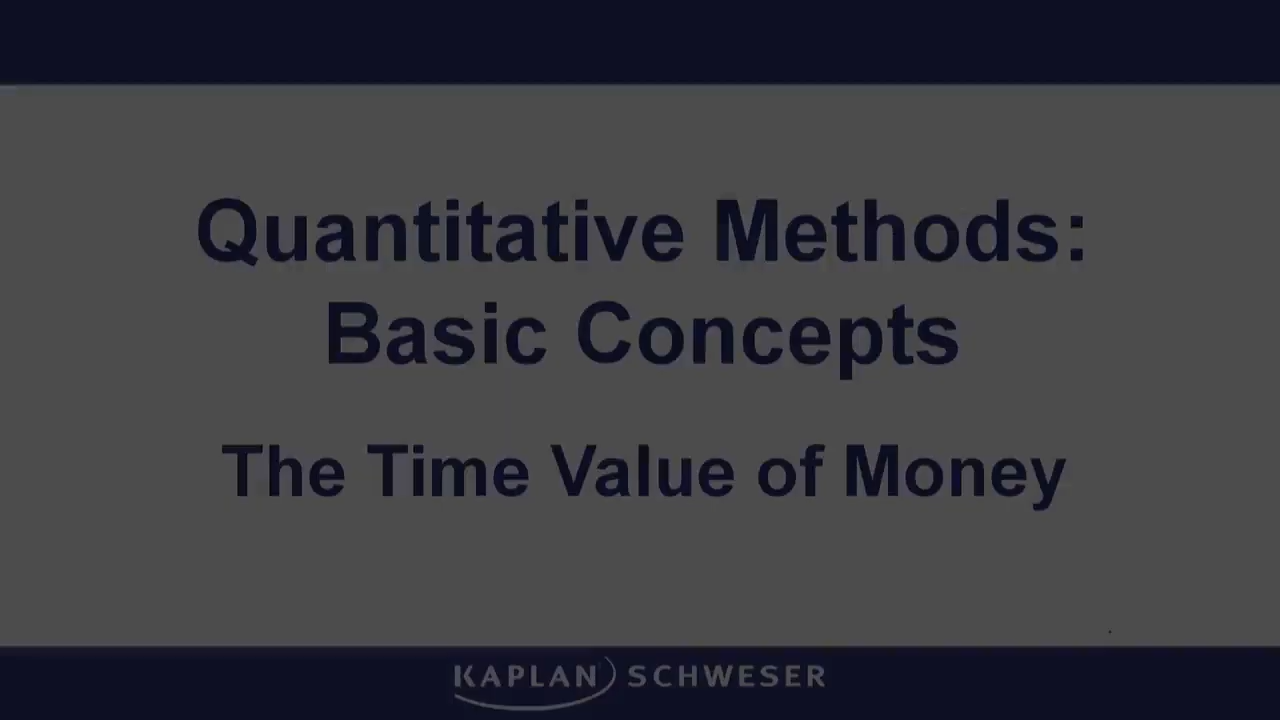 Quantitative Methods:
Basic Concepts
The Time Value of Money
KAPLAN SCHWESER